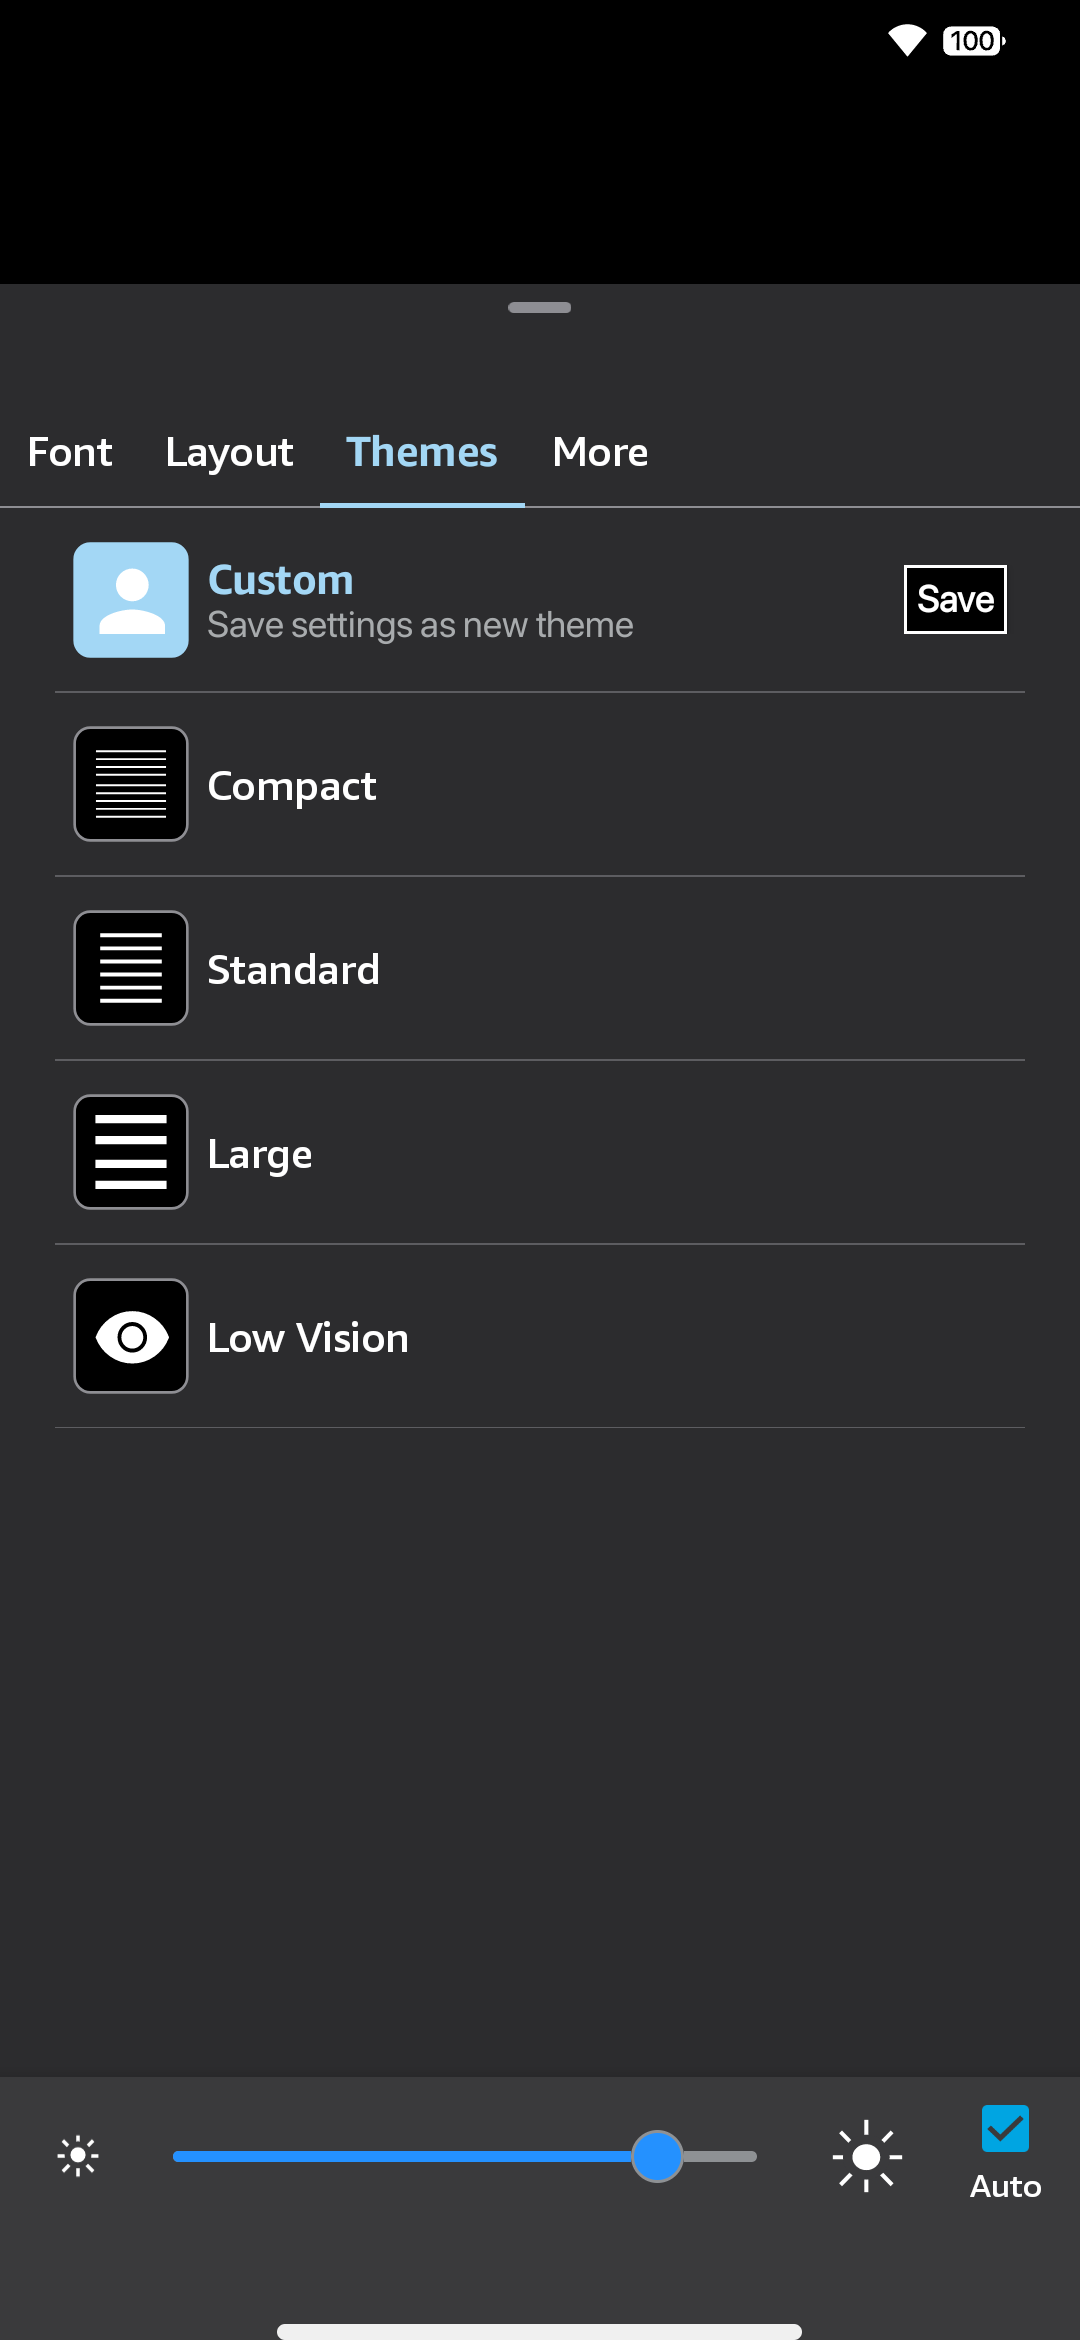 100
Font Layout Themes More
Custom
Save settings as new theme
Save
Compact
Standard
Large
Low Vision
Auto